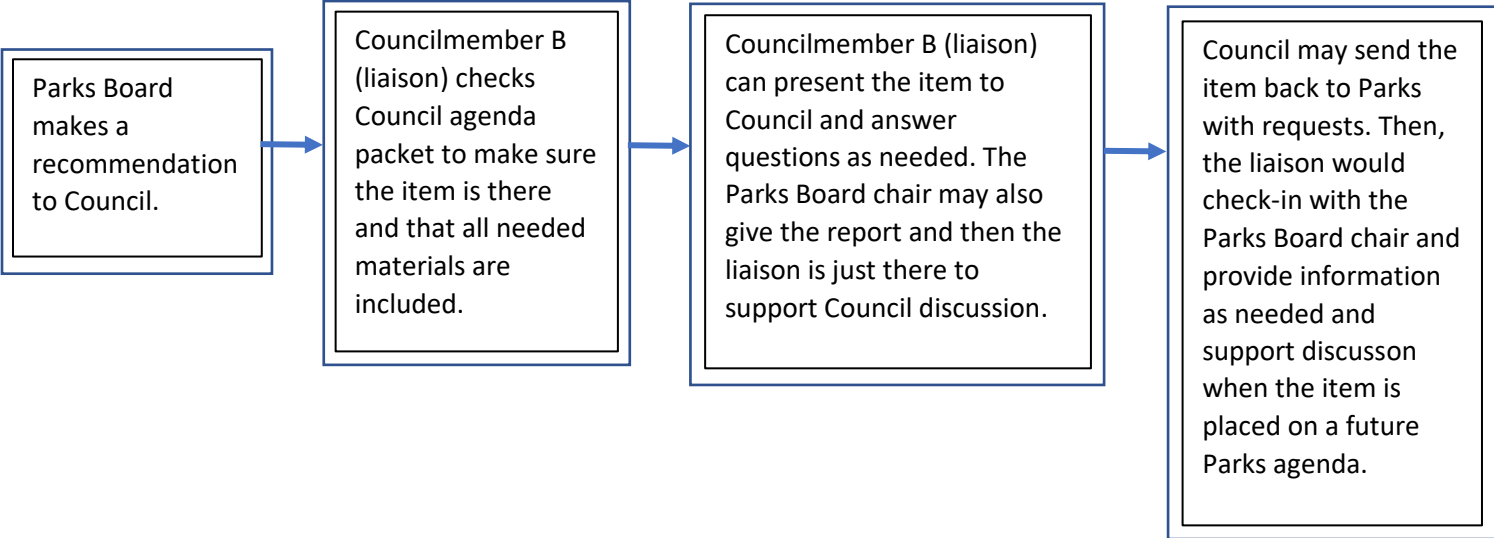 Parks Board
makes a
recommendation
to Council.
Councilmember B
(liaison) checks
Council agenda
packet to make sure
the item is there
and that all needed
materials are
included.
Councilmember B (liaison)
can present the item to
Council and answer
questions as needed. The
Parks Board chair may also
give the report and then the
liaison is just there to
support Council discussion.
Council may send the
item back to Parks
with requests. Then,
the liaison would
check-in with the
Parks Board chair and
provide information
as needed and
support discusson
when the item is
placed on a future
Parks agenda.